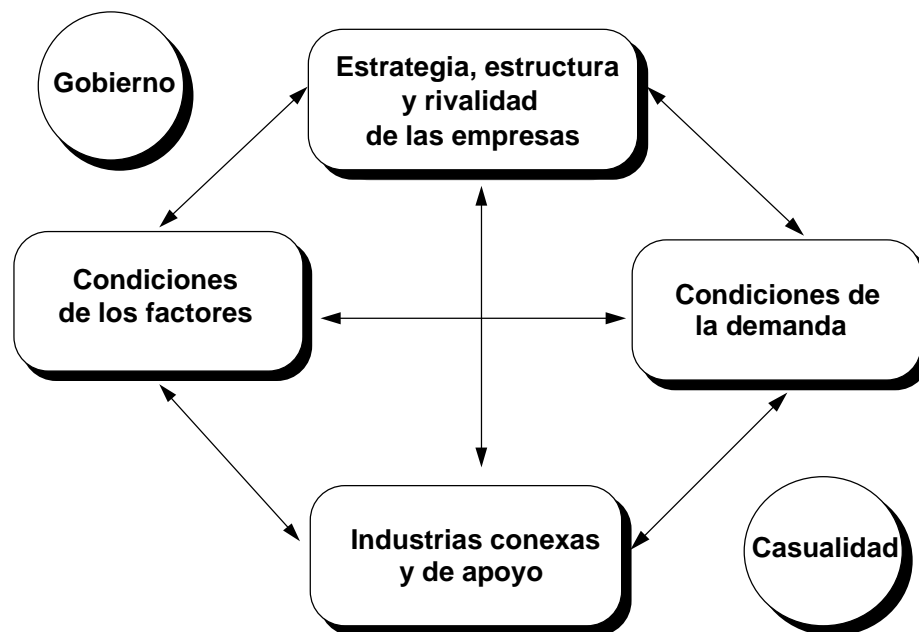 Gobierno
Estrategia, estructura
y rivalidad
de las empresas
Condiciones
de los factores
Condiciones de
la demanda
Industrias conexas
y de apoyo
Casualidad